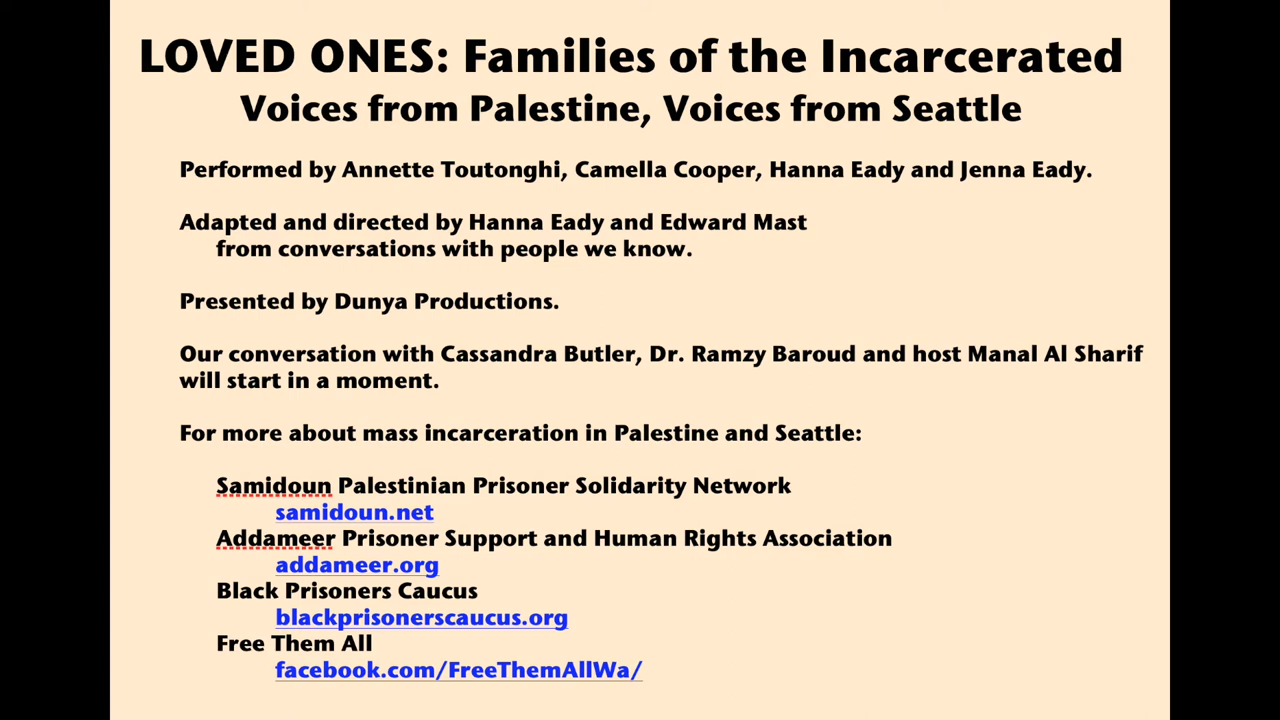 LOVED ONES: Families of the Incarcerated
Voices from Palestine, Voices from Seattle
Performed by Annette Toutonghi, Camella Cooper, Hanna Eady and Jenna Eady.
Adapted and directed by Hanna Eady and Edward Mast
from conversations with people we know.
Presented by Dunya Productions.
Our conversation with Cassandra Butler, Dr. Ramzy Baroud and host Manal Al Sharif
will start in a moment.
For more about mass incarceration in Palestine and Seattle:
Samidoun Palestinian Prisoner Solidarity Network
samidoun.net
Addameer Prisoner Support and Human Rights Association
addameer.org
Black Prisoners Caucus
blackprisonerscaucus.org
Free Them All
facebook.com/FreeThemAllWa/